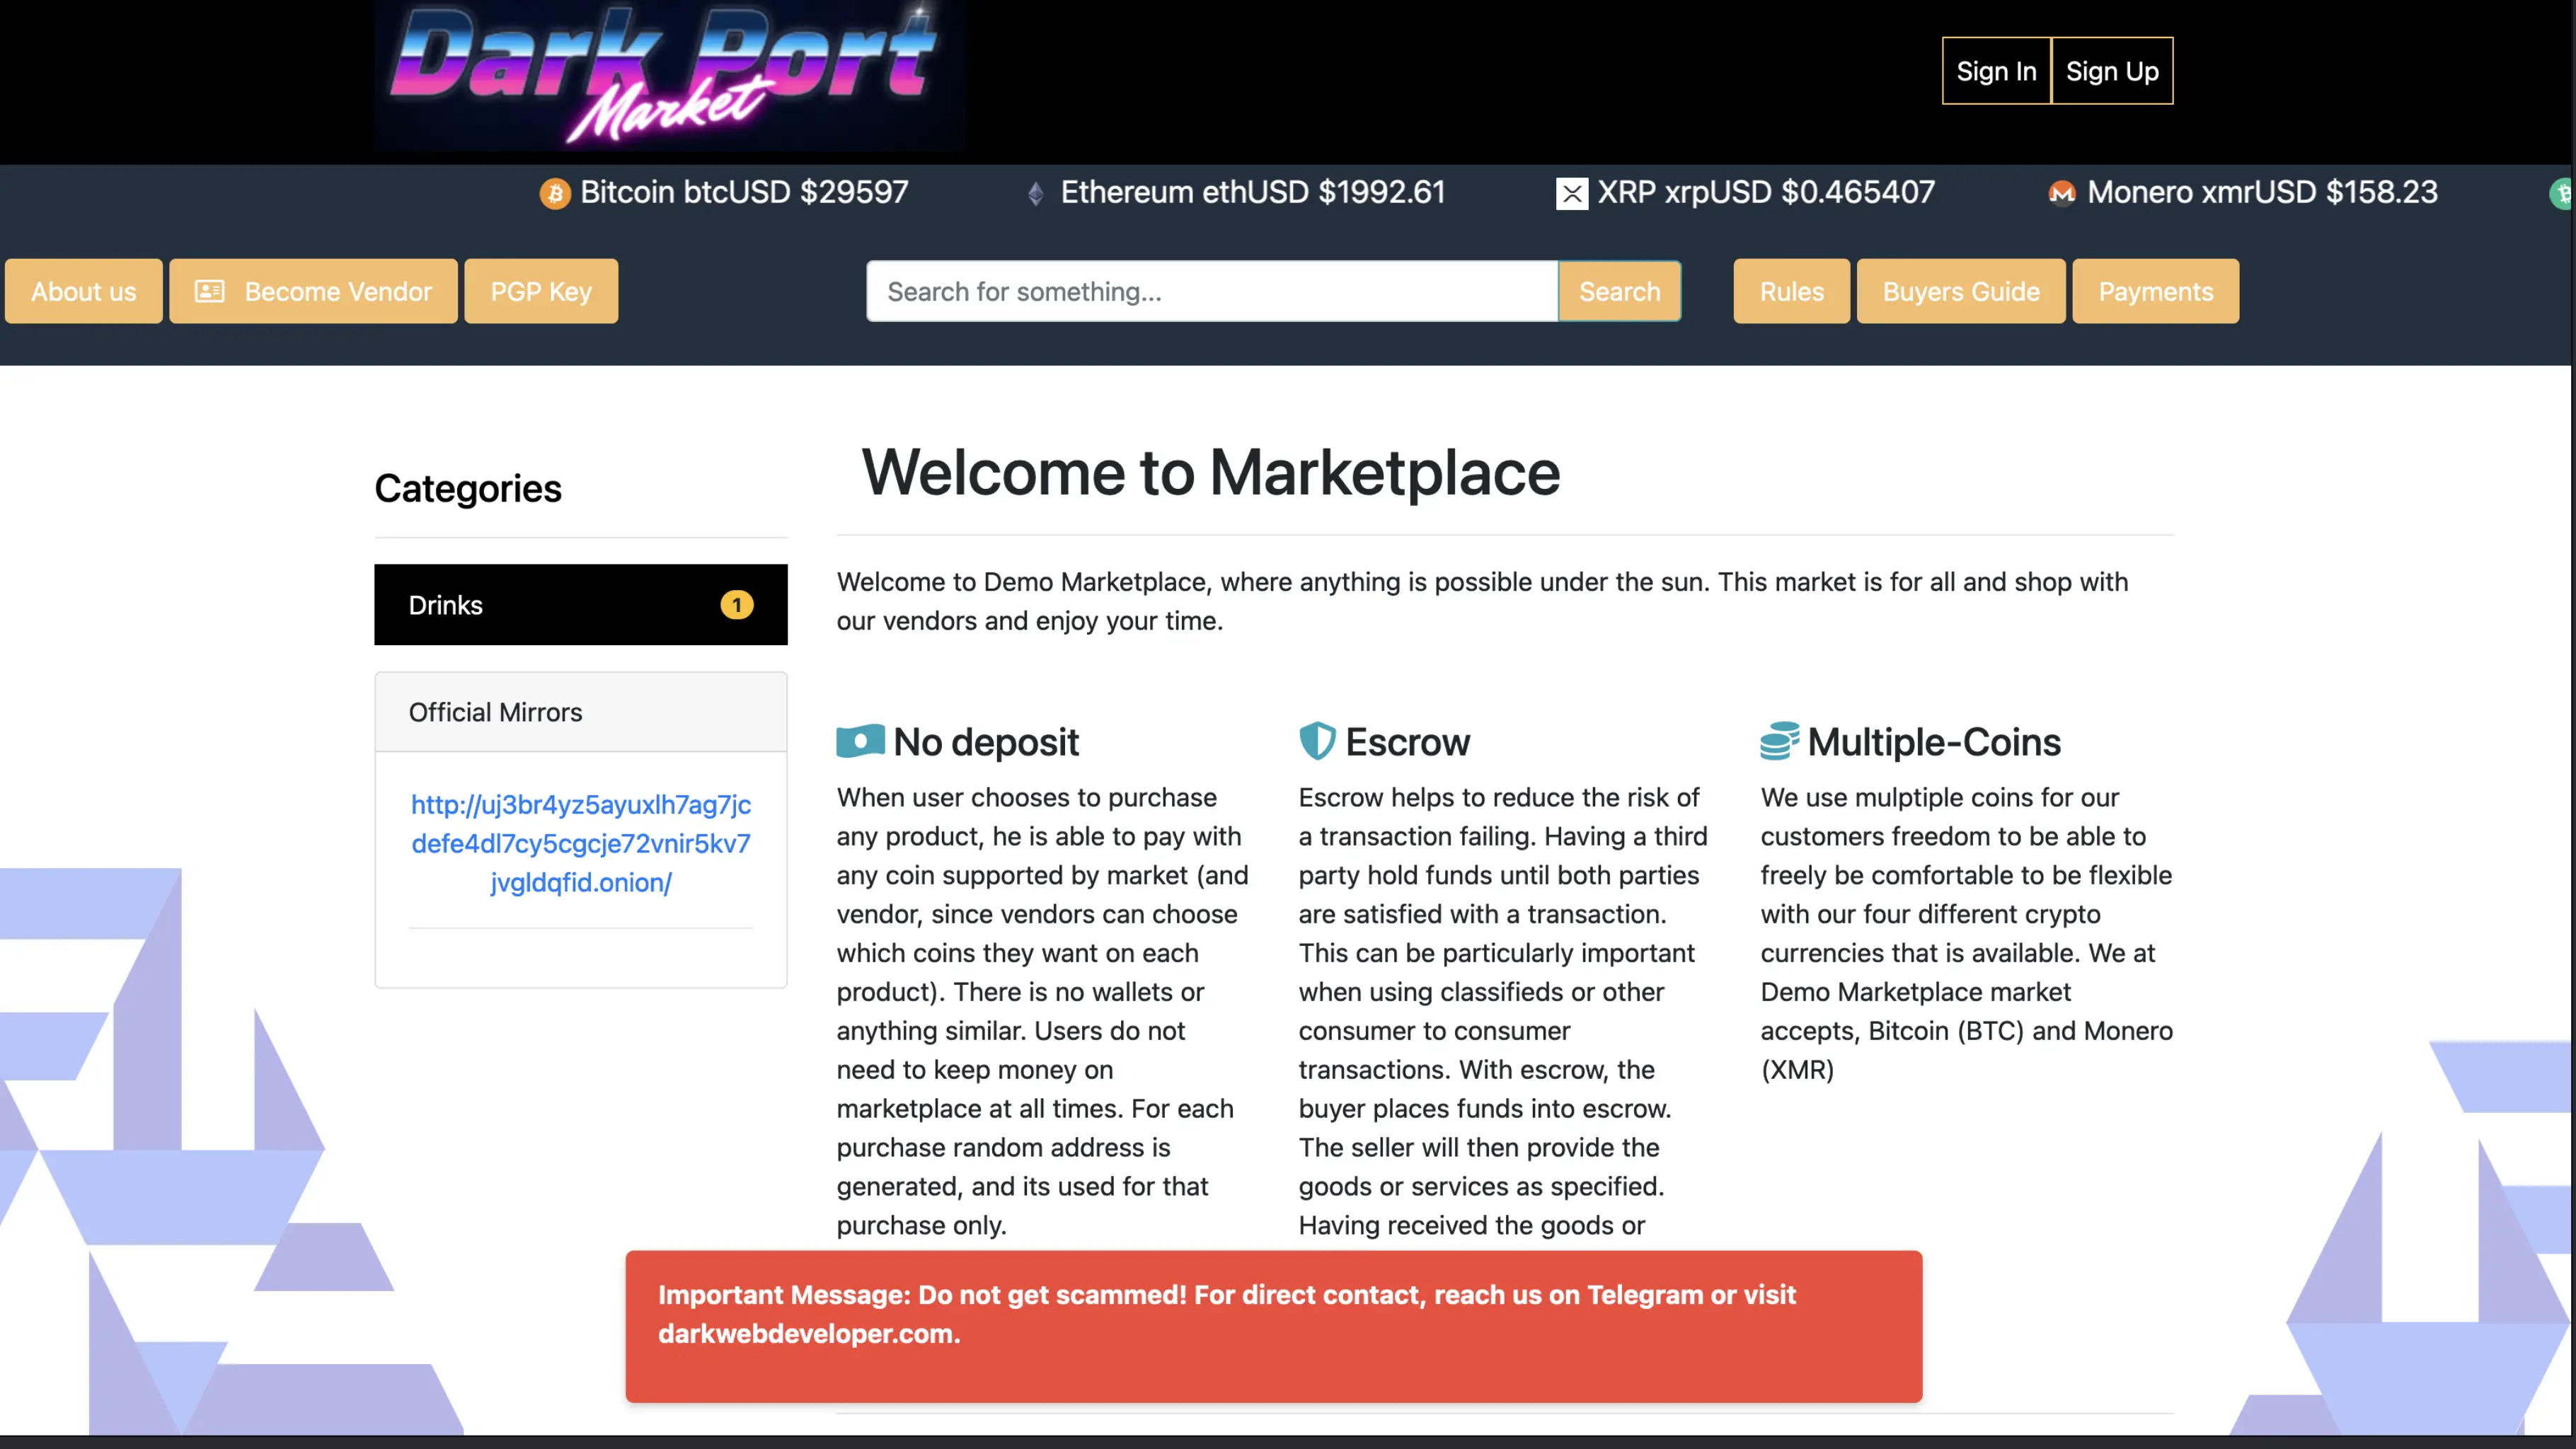 Dark Port
Market
Sign In Sign Up
Bitcoin btcUSD $29597 Ethereum ethUSD $1992.61 XRP xrpUSD $0.465407 Monero xmrUSD $158.23
About us Become Vendor PGP Key Search for something... Search Rules Buyers Guide Payments
Categories
Drinks 1
Official Mirrors
http://uj3br4yz5ayuxlh7ag7jc
defe4dl7cy5cgcje72vnir5kv7
jvgldqfid.onion/
Welcome to Marketplace
Welcome to Demo Marketplace, where anything is possible under the sun. This market is for all and shop with
our vendors and enjoy your time.
No deposit
When user chooses to purchase
any product, he is able to pay with
any coin supported by market (and
vendor, since vendors can choose
which coins they want on each
product). There is no wallets or
anything similar. Users do not
need to keep money on
marketplace at all times. For each
purchase random address is
generated, and its used for that
purchase only.
Escrow
Escrow helps to reduce the risk of
a transaction failing. Having a third
party hold funds until both parties
are satisfied with a transaction.
This can be particularly important
when using classifieds or other
consumer to consumer
transactions. With escrow, the
buyer places funds into escrow.
The seller will then provide the
goods or services as specified.
Having received the goods or
Multiple-Coins
We use mulptiple coins for our
customers freedom to be able to
freely be comfortable to be flexible
with our four different crypto
currencies that is available. We at
Demo Marketplace market
accepts, Bitcoin (BTC) and Monero
(XMR)
Important Message: Do not get scammed! For direct contact, reach us on Telegram or visit
darkwebdeveloper.com.